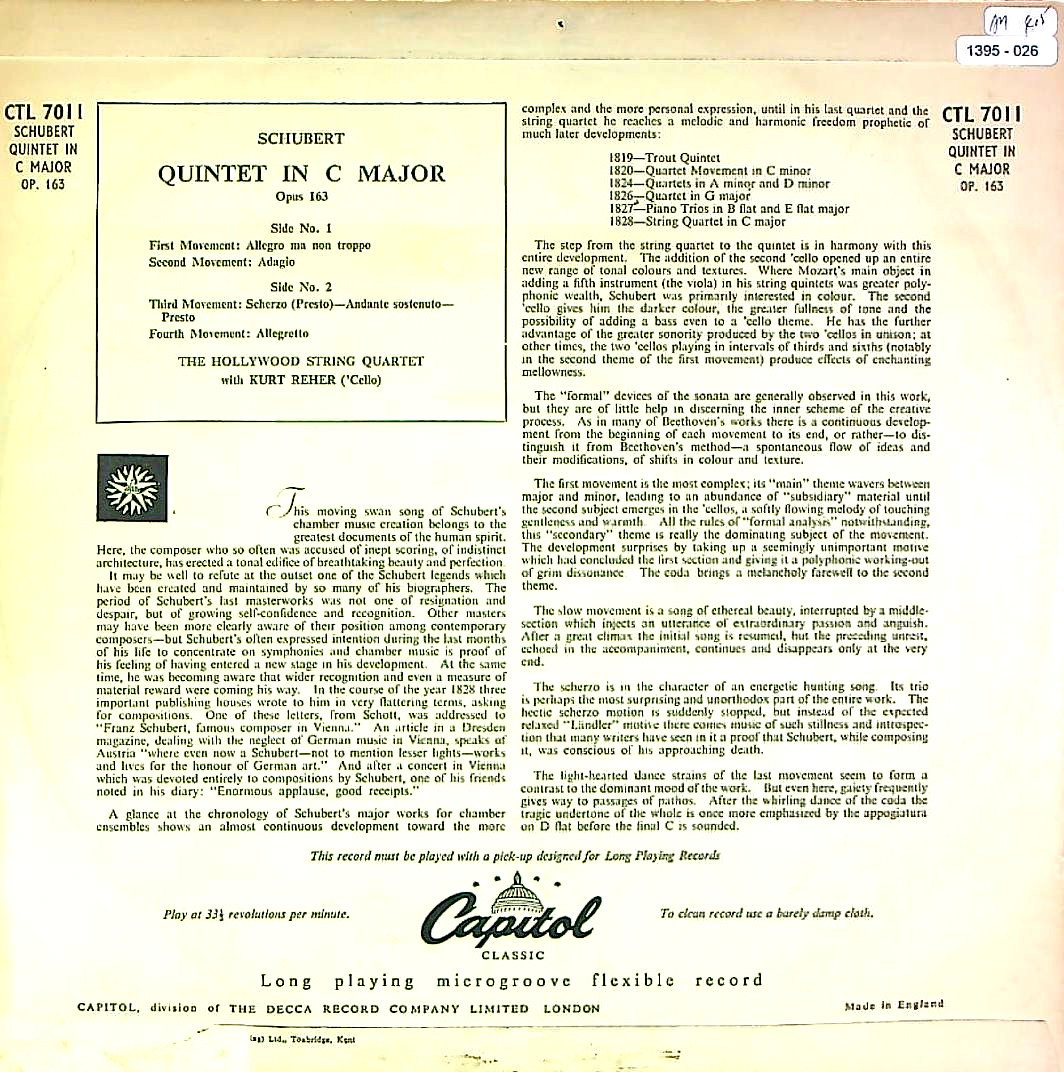 1395 - 026
CTL 7011
SCHUBERT
QUINTET IN
C MAJOR
OP. 163
SCHUBERT
QUINTET IN C MAJOR
Opus 163
Side No. 1
First Movement: Allegro ma non troppo
Second Movement: Adagio
Side No. 2
Third Movement: Scherzo (Presto)—Andante sostenuto—
Presto
Fourth Movement: Allegretto
THE HOLLYWOOD STRING QUARTET
with KURT REHER ('Cello)
This moving swan song of Schubert's
chamber music creation belongs to the
greatest documents of the human spirit.
Here, the composer who so often was accused of inept scoring, of indistinct
architecture, has erected a tonal edifice of breathtaking beauty and perfection.
It may be well to refute at the outset one of the Schubert legends which
have been created and maintained by so many of his biographers. The
period of Schubert's last masterworks was not one of resignation and
despair, but of growing self-confidence and recognition. Other masters
may have been more clearly aware of their position among contemporary
composers—but Schubert's often expressed intention during the last months
of his life to concentrate on symphonies and chamber music is proof of
his feeling of having entered a new stage in his development. At the same
time, he was becoming aware that wider recognition and even a measure of
material reward were coming his way. In the course of the year 1828 three
important publishing houses wrote to him in very flattering terms, asking
for compositions. One of these letters, from Schott, was addressed to
"Franz Schubert, famous composer in Vienna." An article in a Dresden
magazine, dealing with the neglect of German music in Vienna, speaks of
Austria "where even now a Schubert—not to mention lesser lights—works
and lives for the honour of German art." And after a concert in Vienna
which was devoted entirely to compositions by Schubert, one of his friends
noted in his diary: "Enormous applause, good receipts."
A glance at the chronology of Schubert's major works for chamber
ensembles shows an almost continuous development toward the more
complex and the more personal expression, until in his last quartet and the
string quartet he reaches a melodic and harmonic freedom prophetic of
much later developments:
1819—Trout Quintet
1820—Quartet Movement in C minor
1824—Quartets in A minor and D minor
1826—Quartet in G major
1827—Piano Trios in B flat and E flat major
1828—String Quartet in C major
The step from the string quartet to the quintet is in harmony with this
entire development. The addition of the second 'cello opened up an entire
new range of tonal colours and textures. Where Mozart's main object in
adding a fifth instrument (the viola) in his string quintets was greater poly-
phonic wealth, Schubert was primarily interested in colour. The second
'cello gives him the darker colour, the greater fullness of tone and the
possibility of adding a bass even to a 'cello theme. He has the further
advantage of the greater sonority produced by the two 'cellos in unison; at
other times, the two 'cellos playing in intervals of thirds and sixths (notably
in the second theme of the first movement) produce effects of enchanting
mellowness.
The "formal" devices of the sonata are generally observed in this work,
but they are of little help in discerning the inner scheme of the creative
process. As in many of Beethoven's works there is a continuous develop-
ment from the beginning of each movement to its end, or rather—to dis-
tinguish it from Beethoven's method—a spontaneous flow of ideas and
their modifications, of shifts in colour and texture.
The first movement is the most complex; its "main" theme wavers between
major and minor, leading to an abundance of "subsidiary" material until
the second subject emerges in the 'cellos, a softly flowing melody of touching
gentleness and warmth. All the rules of "formal analysis" notwithstanding,
this "secondary" theme is really the dominating subject of the movement.
The development surprises by taking up a seemingly unimportant motive
which had concluded the first section and giving it a polyphonic working-out
of grim dissonance. The coda brings a melancholy farewell to the second
theme.
The slow movement is a song of ethereal beauty, interrupted by a middle-
section which injects an utterance of extraordinary passion and anguish.
After a great climax the initial song is resumed, but the preceding unrest,
echoed in the accompaniment, continues and disappears only at the very
end.
The scherzo is in the character of an energetic hunting song. Its trio
is perhaps the most surprising and unorthodox part of the entire work. The
hectic scherzo motion is suddenly stopped, but instead of the expected
relaxed "Ländler" motive there comes music of such stillness and introspec-
tion that many writers have seen in it a proof that Schubert, while composing
it, was conscious of his approaching death.
The light-hearted dance strains of the last movement seem to form a
contrast to the dominant mood of the work. But even here, gaiety frequently
gives way to passages of pathos. After the whirling dance of the coda the
tragic undertone of the whole is once more emphasized by the appogiatura
on D flat before the final C is sounded.
CTL 7011
SCHUBERT
QUINTET IN
C MAJOR
OP. 163
This record must be played with a pick-up designed for Long Playing Records
Play at 33⅓ revolutions per minute.
Capitol
To clean record use a barely damp cloth.
CLASSIC
Long playing microgroove flexible record
CAPITOL, division of THE DECCA RECORD COMPANY LIMITED LONDON
Made in England
Ltd., Tonbridge, Kent